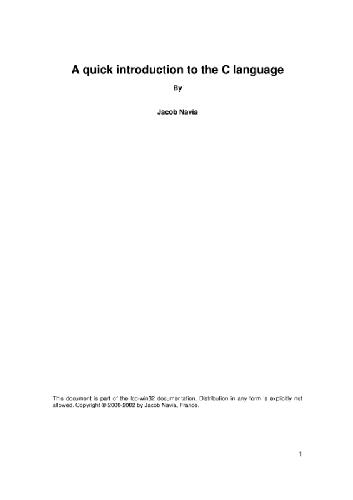 A quick introduction to the C language
By
Jacob Navia
This document is part of the lcc-win32 documentation. Distribution in any form is explicitly not
allowed. Copyright © 2000-2002 by Jacob Navia, France.
1